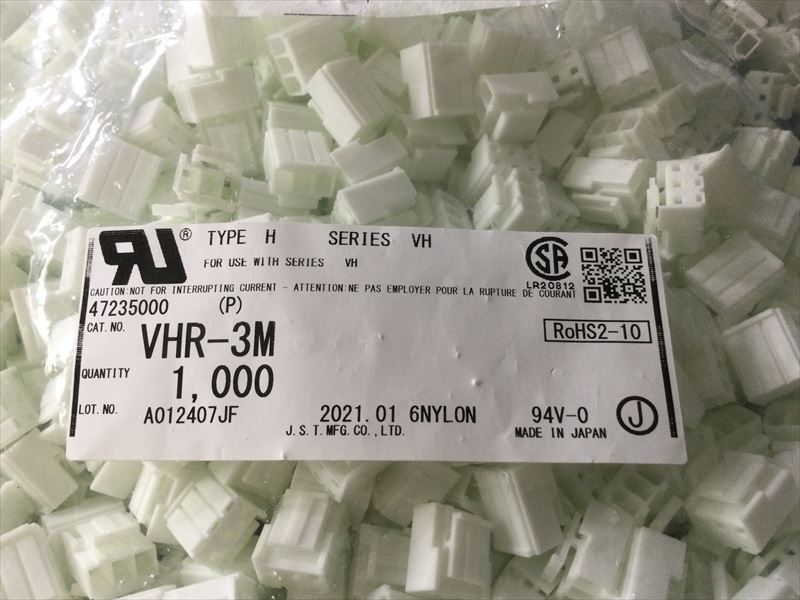 ® TYPE H SERIES VH
FOR USE WITH SERIES VH
LR20812
CAUTION:NOT FOR INTERRUPTING CURRENT - ATTENTION:NE PAS EMPLOYER POUR LA RUPTURE DE COURANT
47235000 (P)
CAT. NO. VHR-3M
RoHS2-10
QUANTITY 1,000
LOT. NO. A012407JF 2021.01 6NYLON 94V-0 J
J.S.T.MFG.CO.,LTD. MADE IN JAPAN